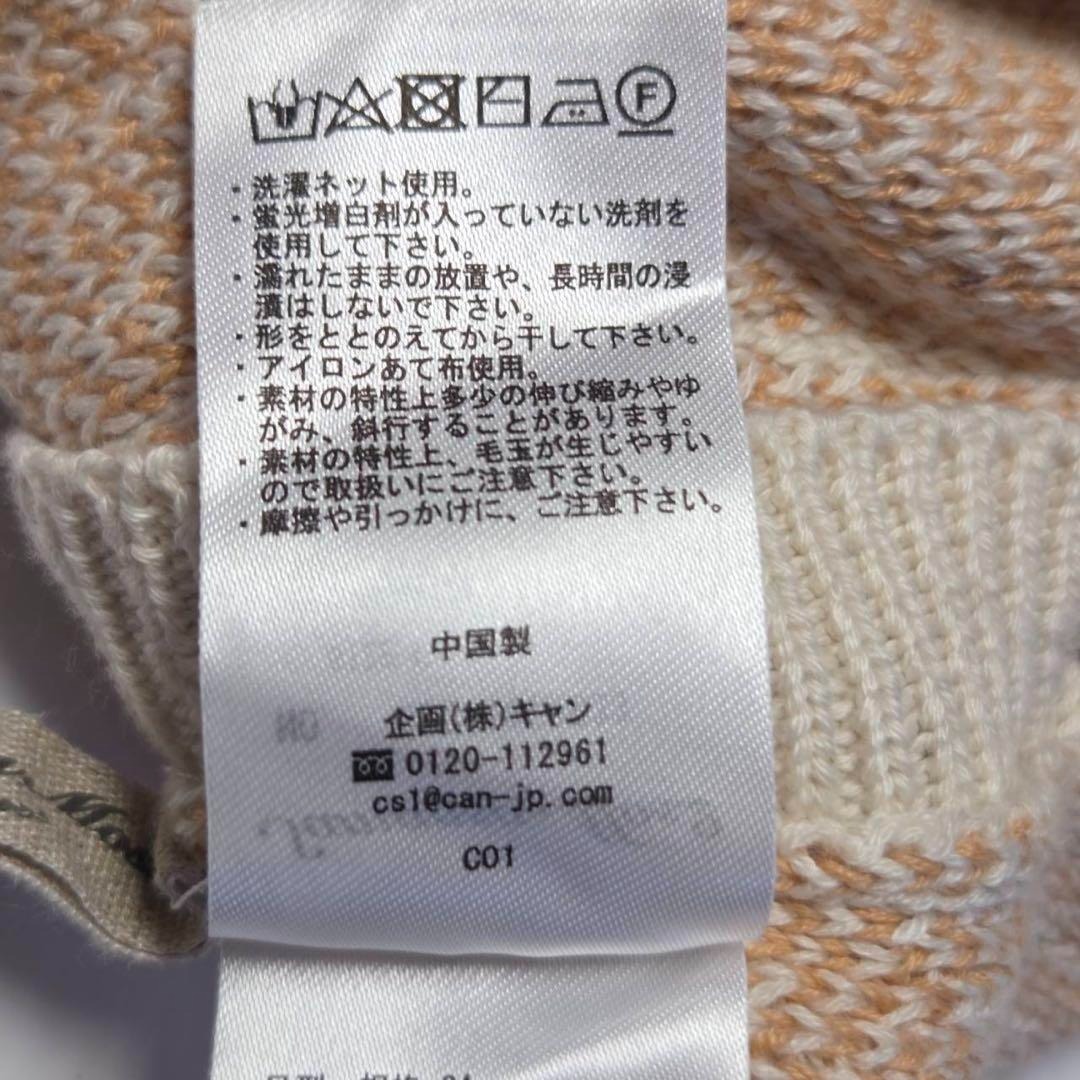 F
・洗濯ネット使用。
・蛍光増白剤が入っていない洗剤を
使用して下さい。
・濡れたままの放置や、長時間の浸
漬はしないで下さい。
・形をととのえてから干して下さい。
・アイロンあて布使用。
・素材の特性上多少の伸び縮みやゆ
がみ、斜行することがあります。
・素材の特性上、毛玉が生じやすい
ので取扱いにご注意下さい。
・摩擦や引っかけに、ご注意下さい。
中国製
企画(株)キャン
0120-112961
cs1@can-jp.com
C01